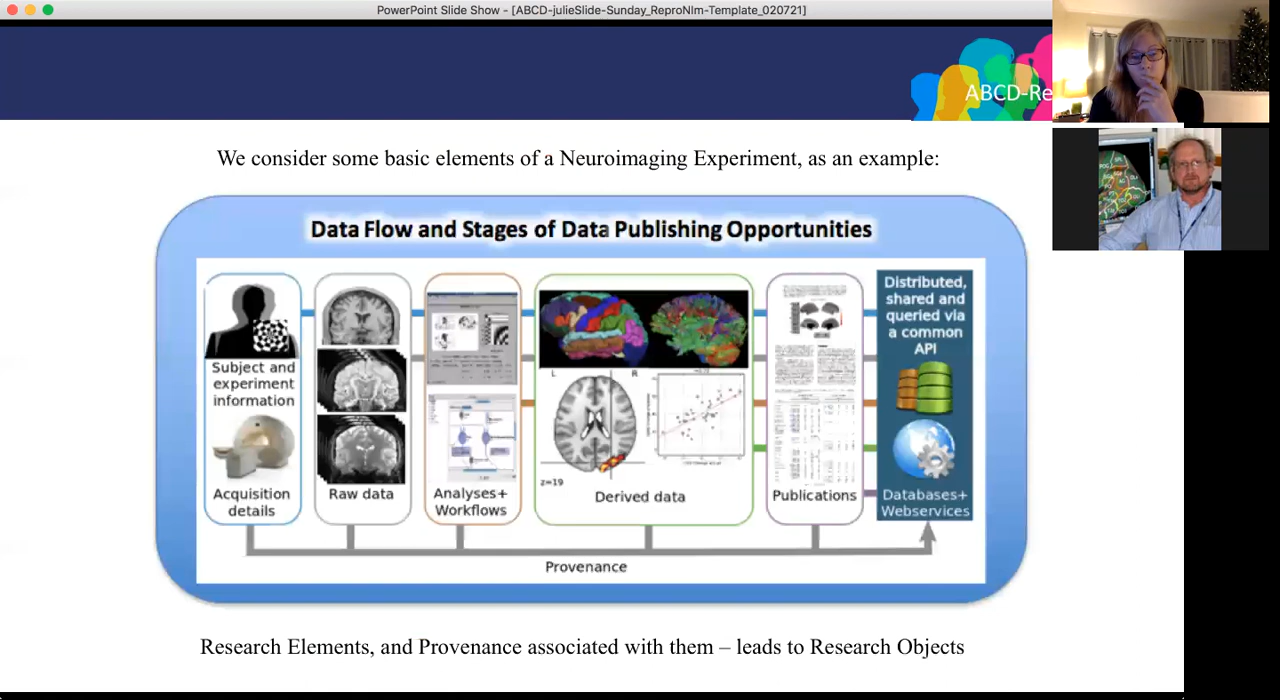 PowerPoint Slide Show - [ABCD-julieSlide-Sunday_ReproNIm-Template_020721]
ABCD-Re
We consider some basic elements of a Neuroimaging Experiment, as an example:
Data Flow and Stages of Data Publishing Opportunities
Subject and
experiment
information
Acquisition
details
Raw data
Analyses+
Workflows
L R
z=19
Derived data
Publications
Distributed,
shared and
queried via
a common
API
Databases+
Webservices
Provenance
Research Elements, and Provenance associated with them – leads to Research Objects